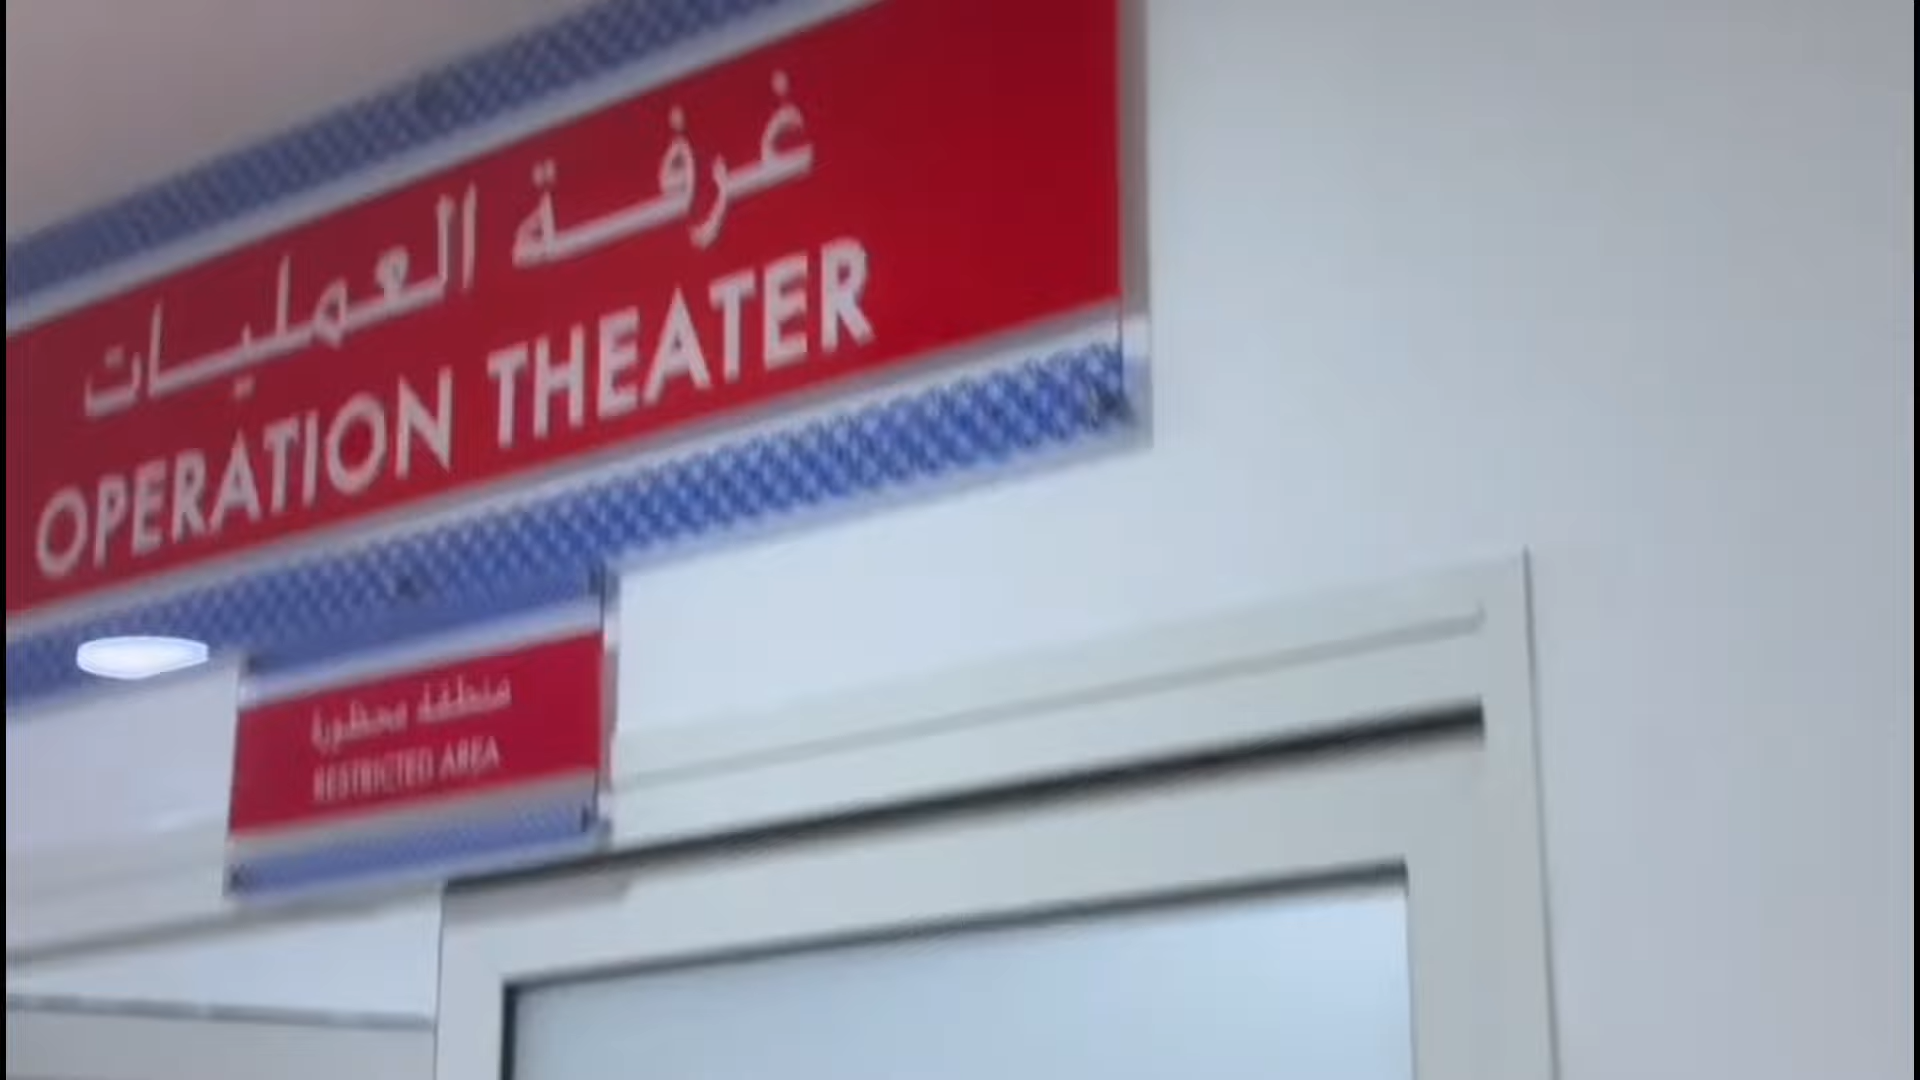 غرفة العمليات
OPERATION THEATER
منطقة محظورة
RESTRICTED AREA